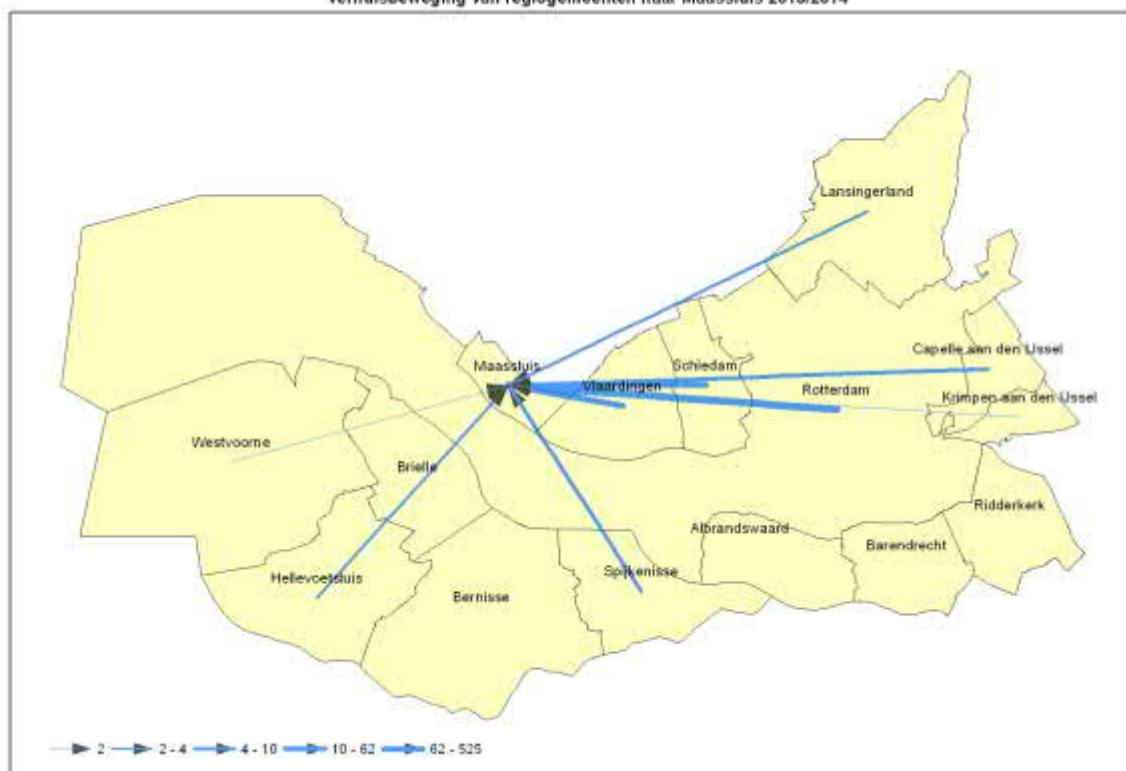 Verhuisbeweging van regiogemeenten naar Maassluis 2013/2014
Lansingerland
Maassluis
Schiedam
Capelle aan den IJssel
Vlaardingen
Rotterdam
Krimpen aan den IJssel
Westvoorne
Brielle
Ridderkerk
Albrandswaard
Barendrecht
Hellevoetsluis
Spijkenisse
Bernisse
2 2 - 4 4 - 10 10 - 62 62 - 525